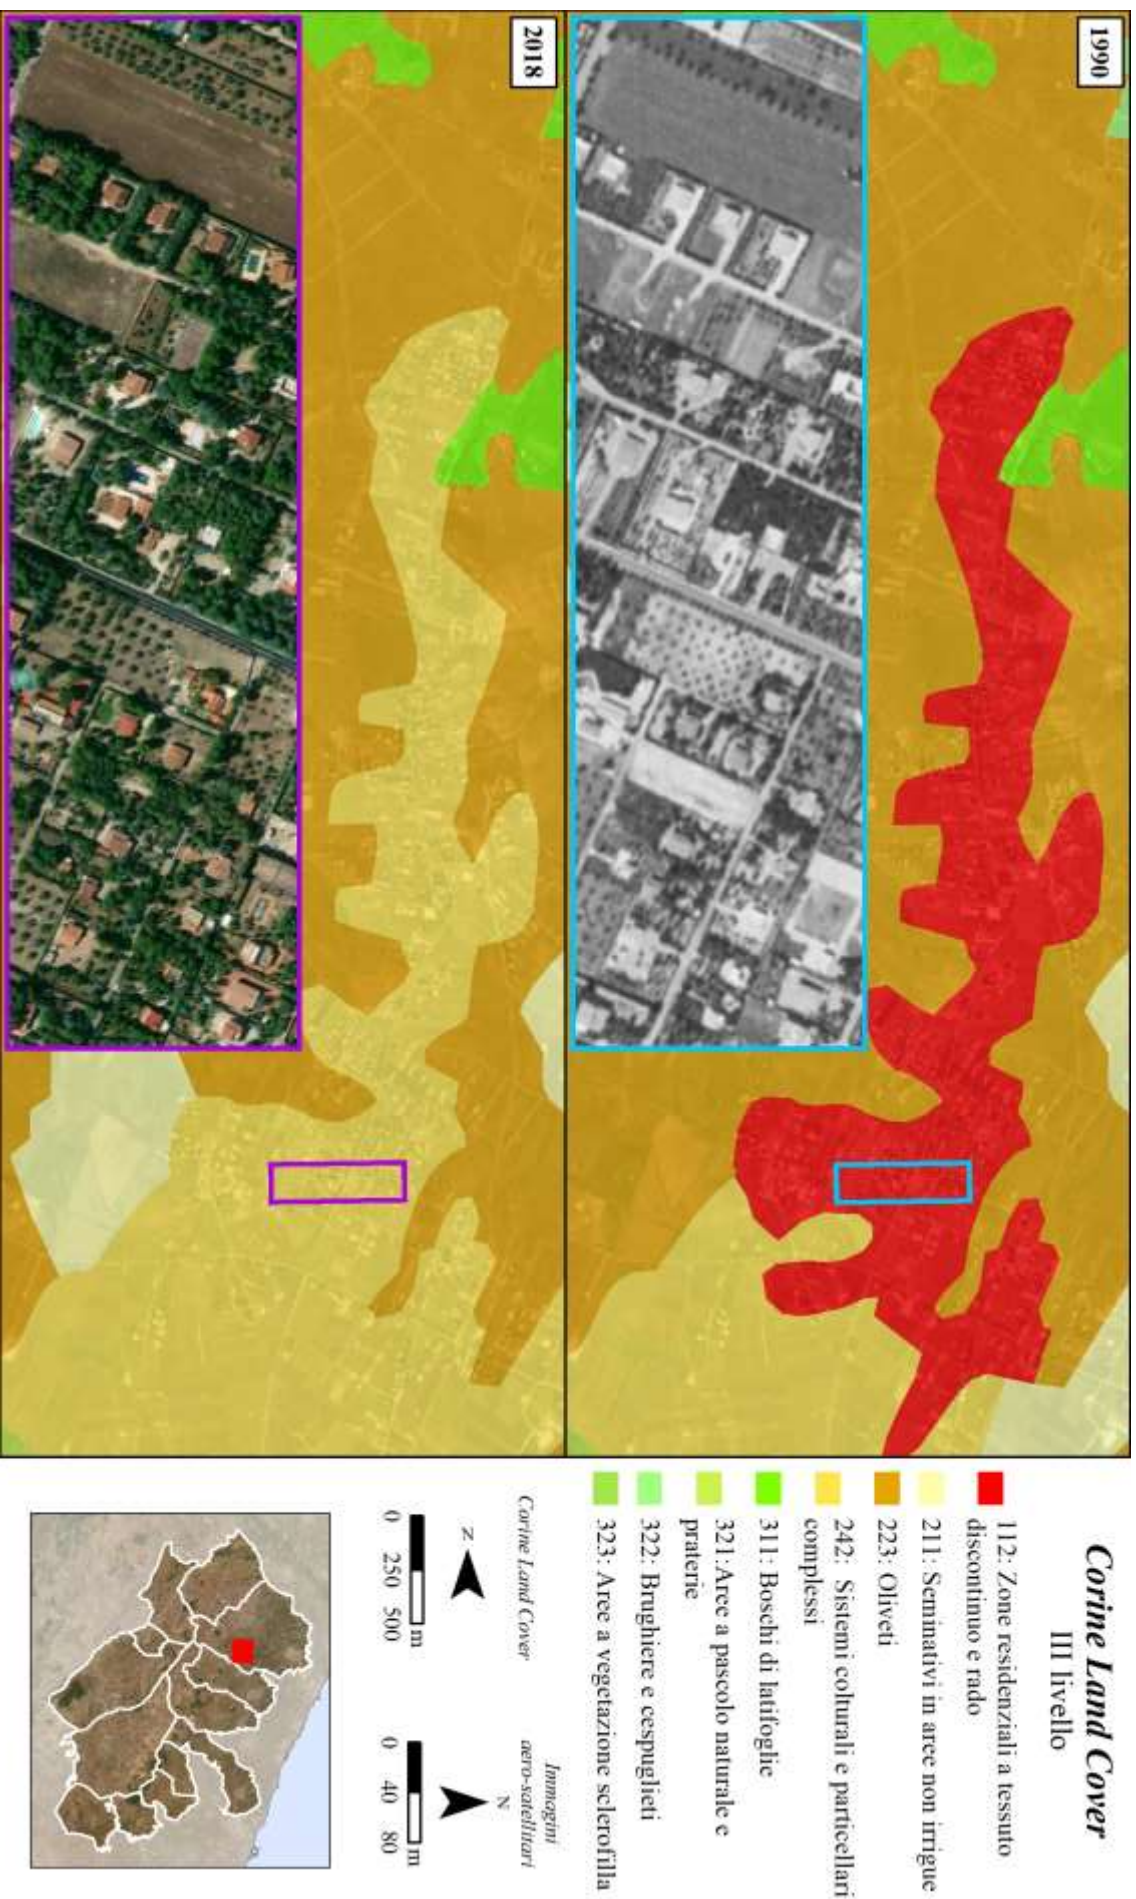 1990
2018
Corine Land Cover
III livello
112: Zone residenziali a tessuto
discontinuo e rado
211: Seminativi in aree non irrigue
223: Oliveti
242: Sistemi colturali e particellari
complessi
311: Boschi di latifoglie
321:Aree a pascolo naturale e
praterie
322: Brughiere e cespuglieti
323: Aree a vegetazione sclerofilla
Corine Land Cover
N
0 250 500 m
Immagini
aero-satellitari
N
0 40 80 m